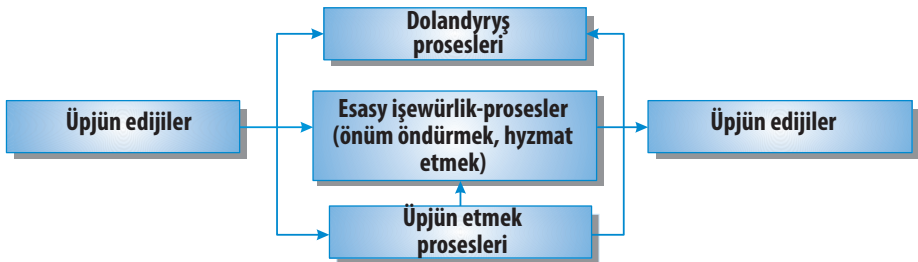 Dolandyryş
prosesleri
Üpjün edijiler
Esasy işewürlik-prosesler
(önüm öndürmek, hyzmat
etmek)
Üpjün edijiler
Üpjün etmek
prosesleri